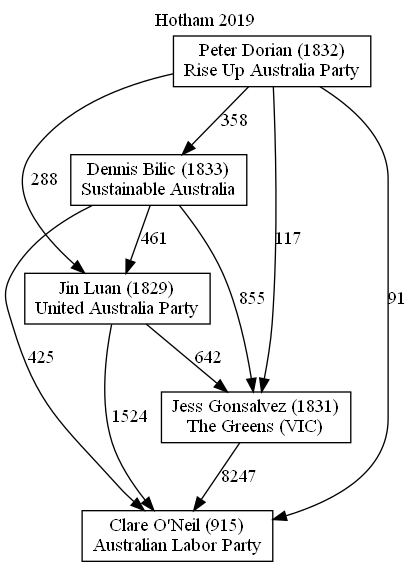 Hotham 2019
Peter Dorian (1832)
Rise Up Australia Party
358
Dennis Bilic (1833)
Sustainable Australia
288
461
117
Jin Luan (1829)
United Australia Party
855
91
425
642
1524
Jess Gonsalvez (1831)
The Greens (VIC)
8247
Clare O'Neil (915)
Australian Labor Party